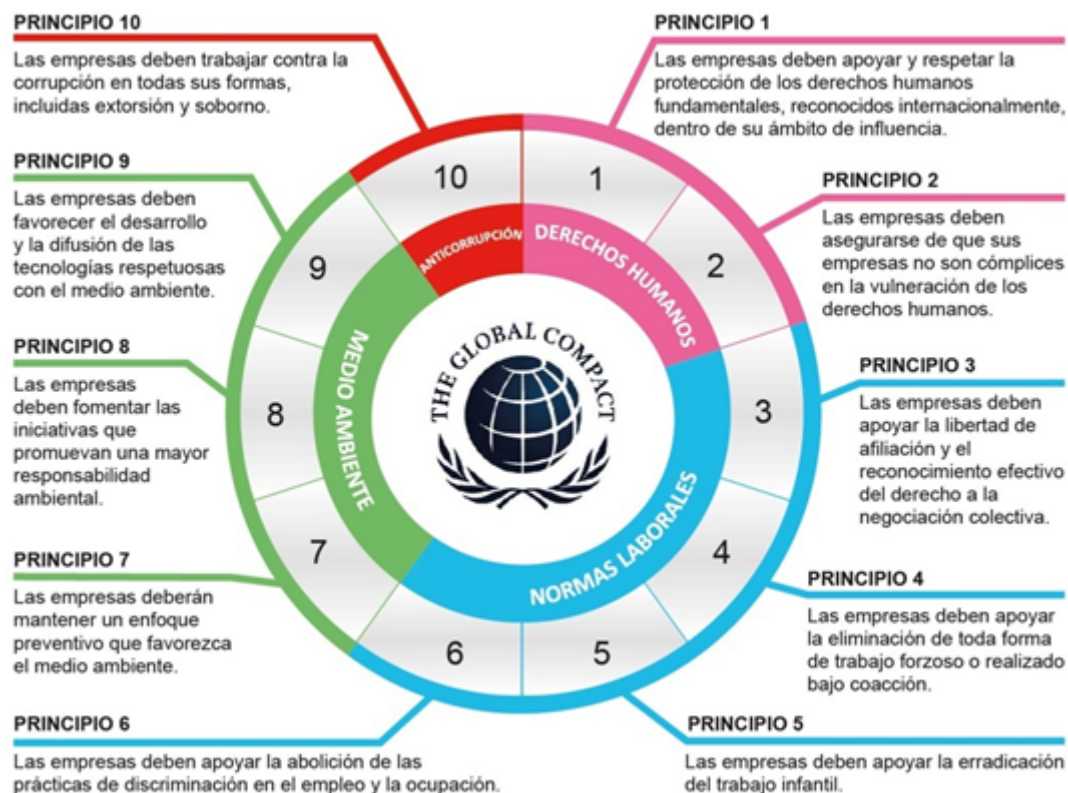 PRINCIPIO 10
Las empresas deben trabajar contra la
corrupción en todas sus formas,
incluidas extorsión y soborno.
PRINCIPIO 1
Las empresas deben apoyar y respetar la
protección de los derechos humanos
fundamentales, reconocidos internacionalmente,
dentro de su ámbito de influencia.
PRINCIPIO 9
Las empresas deben
favorecer el desarrollo
y la difusión de las
tecnologías respetuosas
con el medio ambiente.
PRINCIPIO 2
Las empresas deben
asegurarse de que sus
empresas no son cómplices
en la vulneración de los
derechos humanos.
PRINCIPIO 8
Las empresas
deben fomentar las
iniciativas que
promuevan una mayor
responsabilidad
ambiental.
PRINCIPIO 3
Las empresas deben
apoyar la libertad de
afiliación y el
reconocimiento efectivo
del derecho a la
negociación colectiva.
PRINCIPIO 7
Las empresas deberán
mantener un enfoque
preventivo que favorezca
el medio ambiente.
PRINCIPIO 4
Las empresas deben apoyar
la eliminación de toda forma
de trabajo forzoso o realizado
bajo coacción.
PRINCIPIO 6
Las empresas deben apoyar la abolición de las
prácticas de discriminación en el empleo y la ocupación.
PRINCIPIO 5
Las empresas deben apoyar la erradicación
del trabajo infantil.
10
1
2
3
4
5
6
7
8
9
ANTICORRUPCIÓN
DERECHOS HUMANOS
NORMAS LABORALES
MEDIO AMBIENTE
THE GLOBAL COMPACT